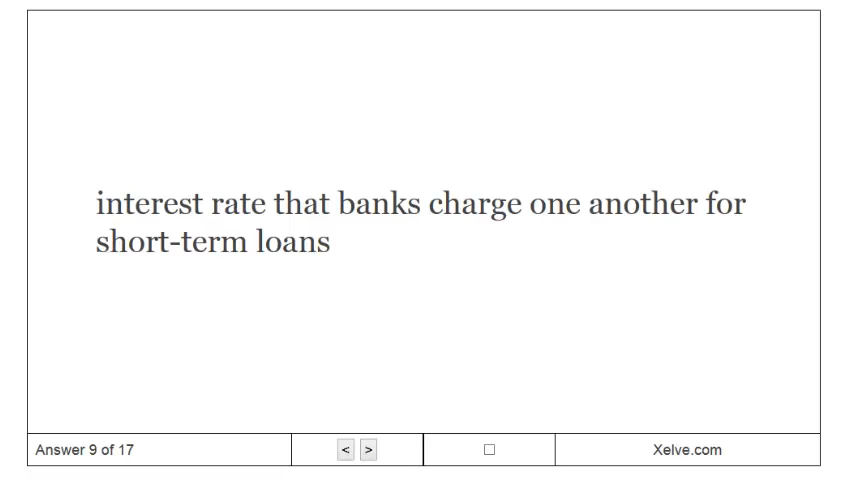 interest rate that banks charge one another for
short-term loans
Answer 9 of 17
<
>
Xelve.com